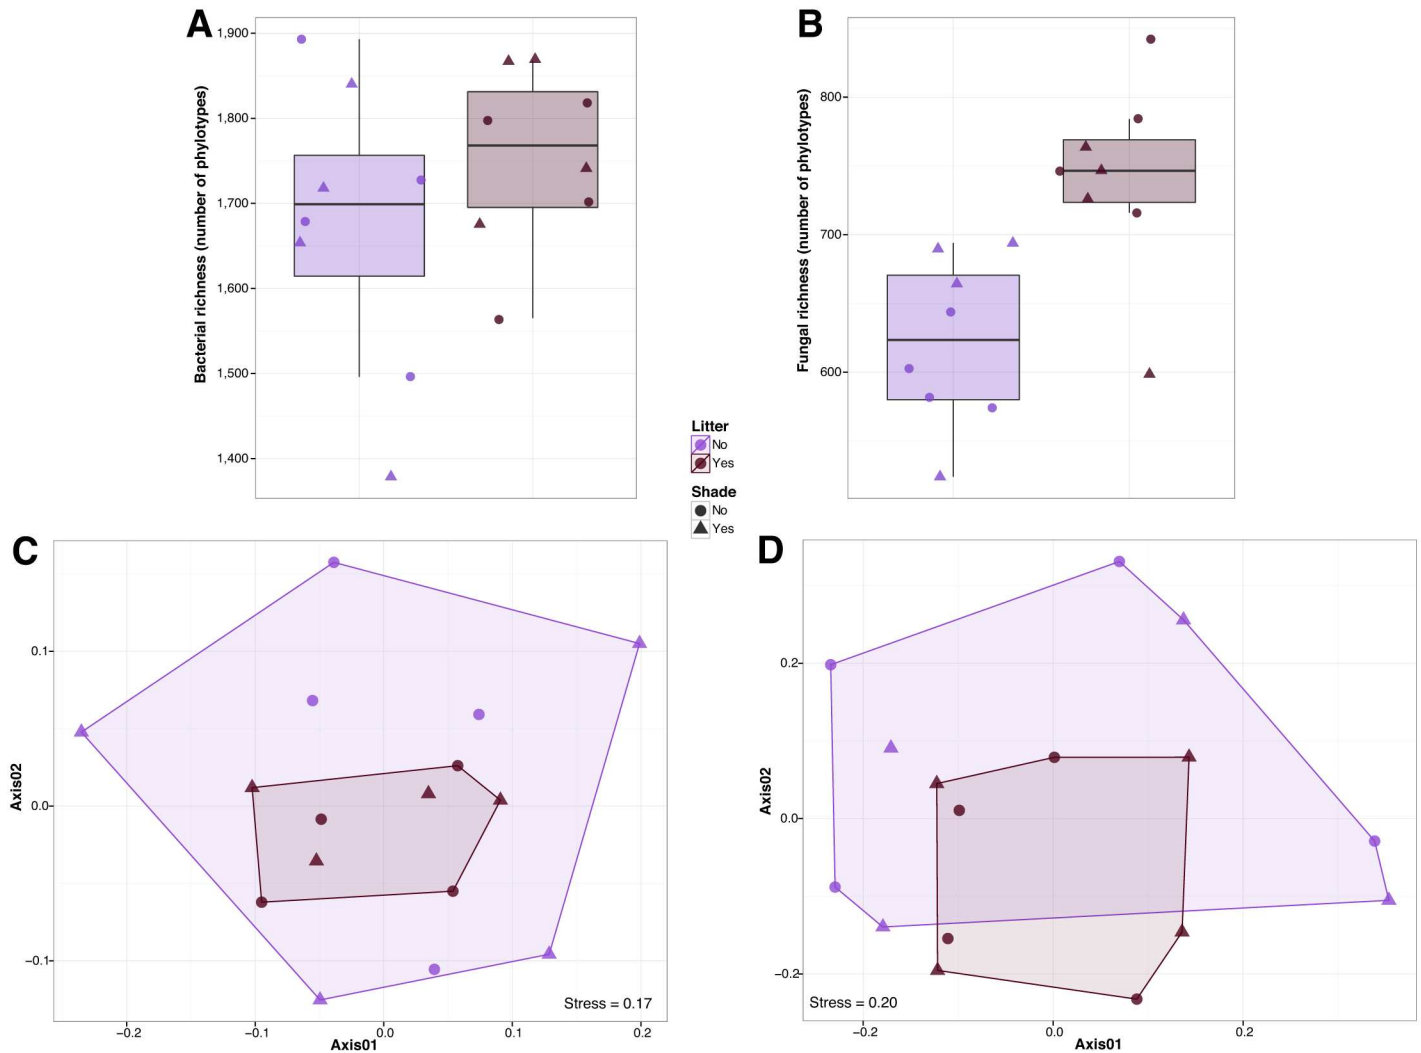 A
Bacterial richness (number of phylotypes)
1,900
1,800
1,700
1,600
1,500
1,400
B
Fungal richness (number of phylotypes)
800
700
600
Litter
No
Yes
Shade
No
Yes
C
Axis02
0.1
0.0
−0.1
−0.2
−0.1
0.0
0.1
0.2
Axis01
Stress = 0.17
D
Axis02
0.2
0.0
−0.2
−0.2
0.0
0.2
Axis01
Stress = 0.20